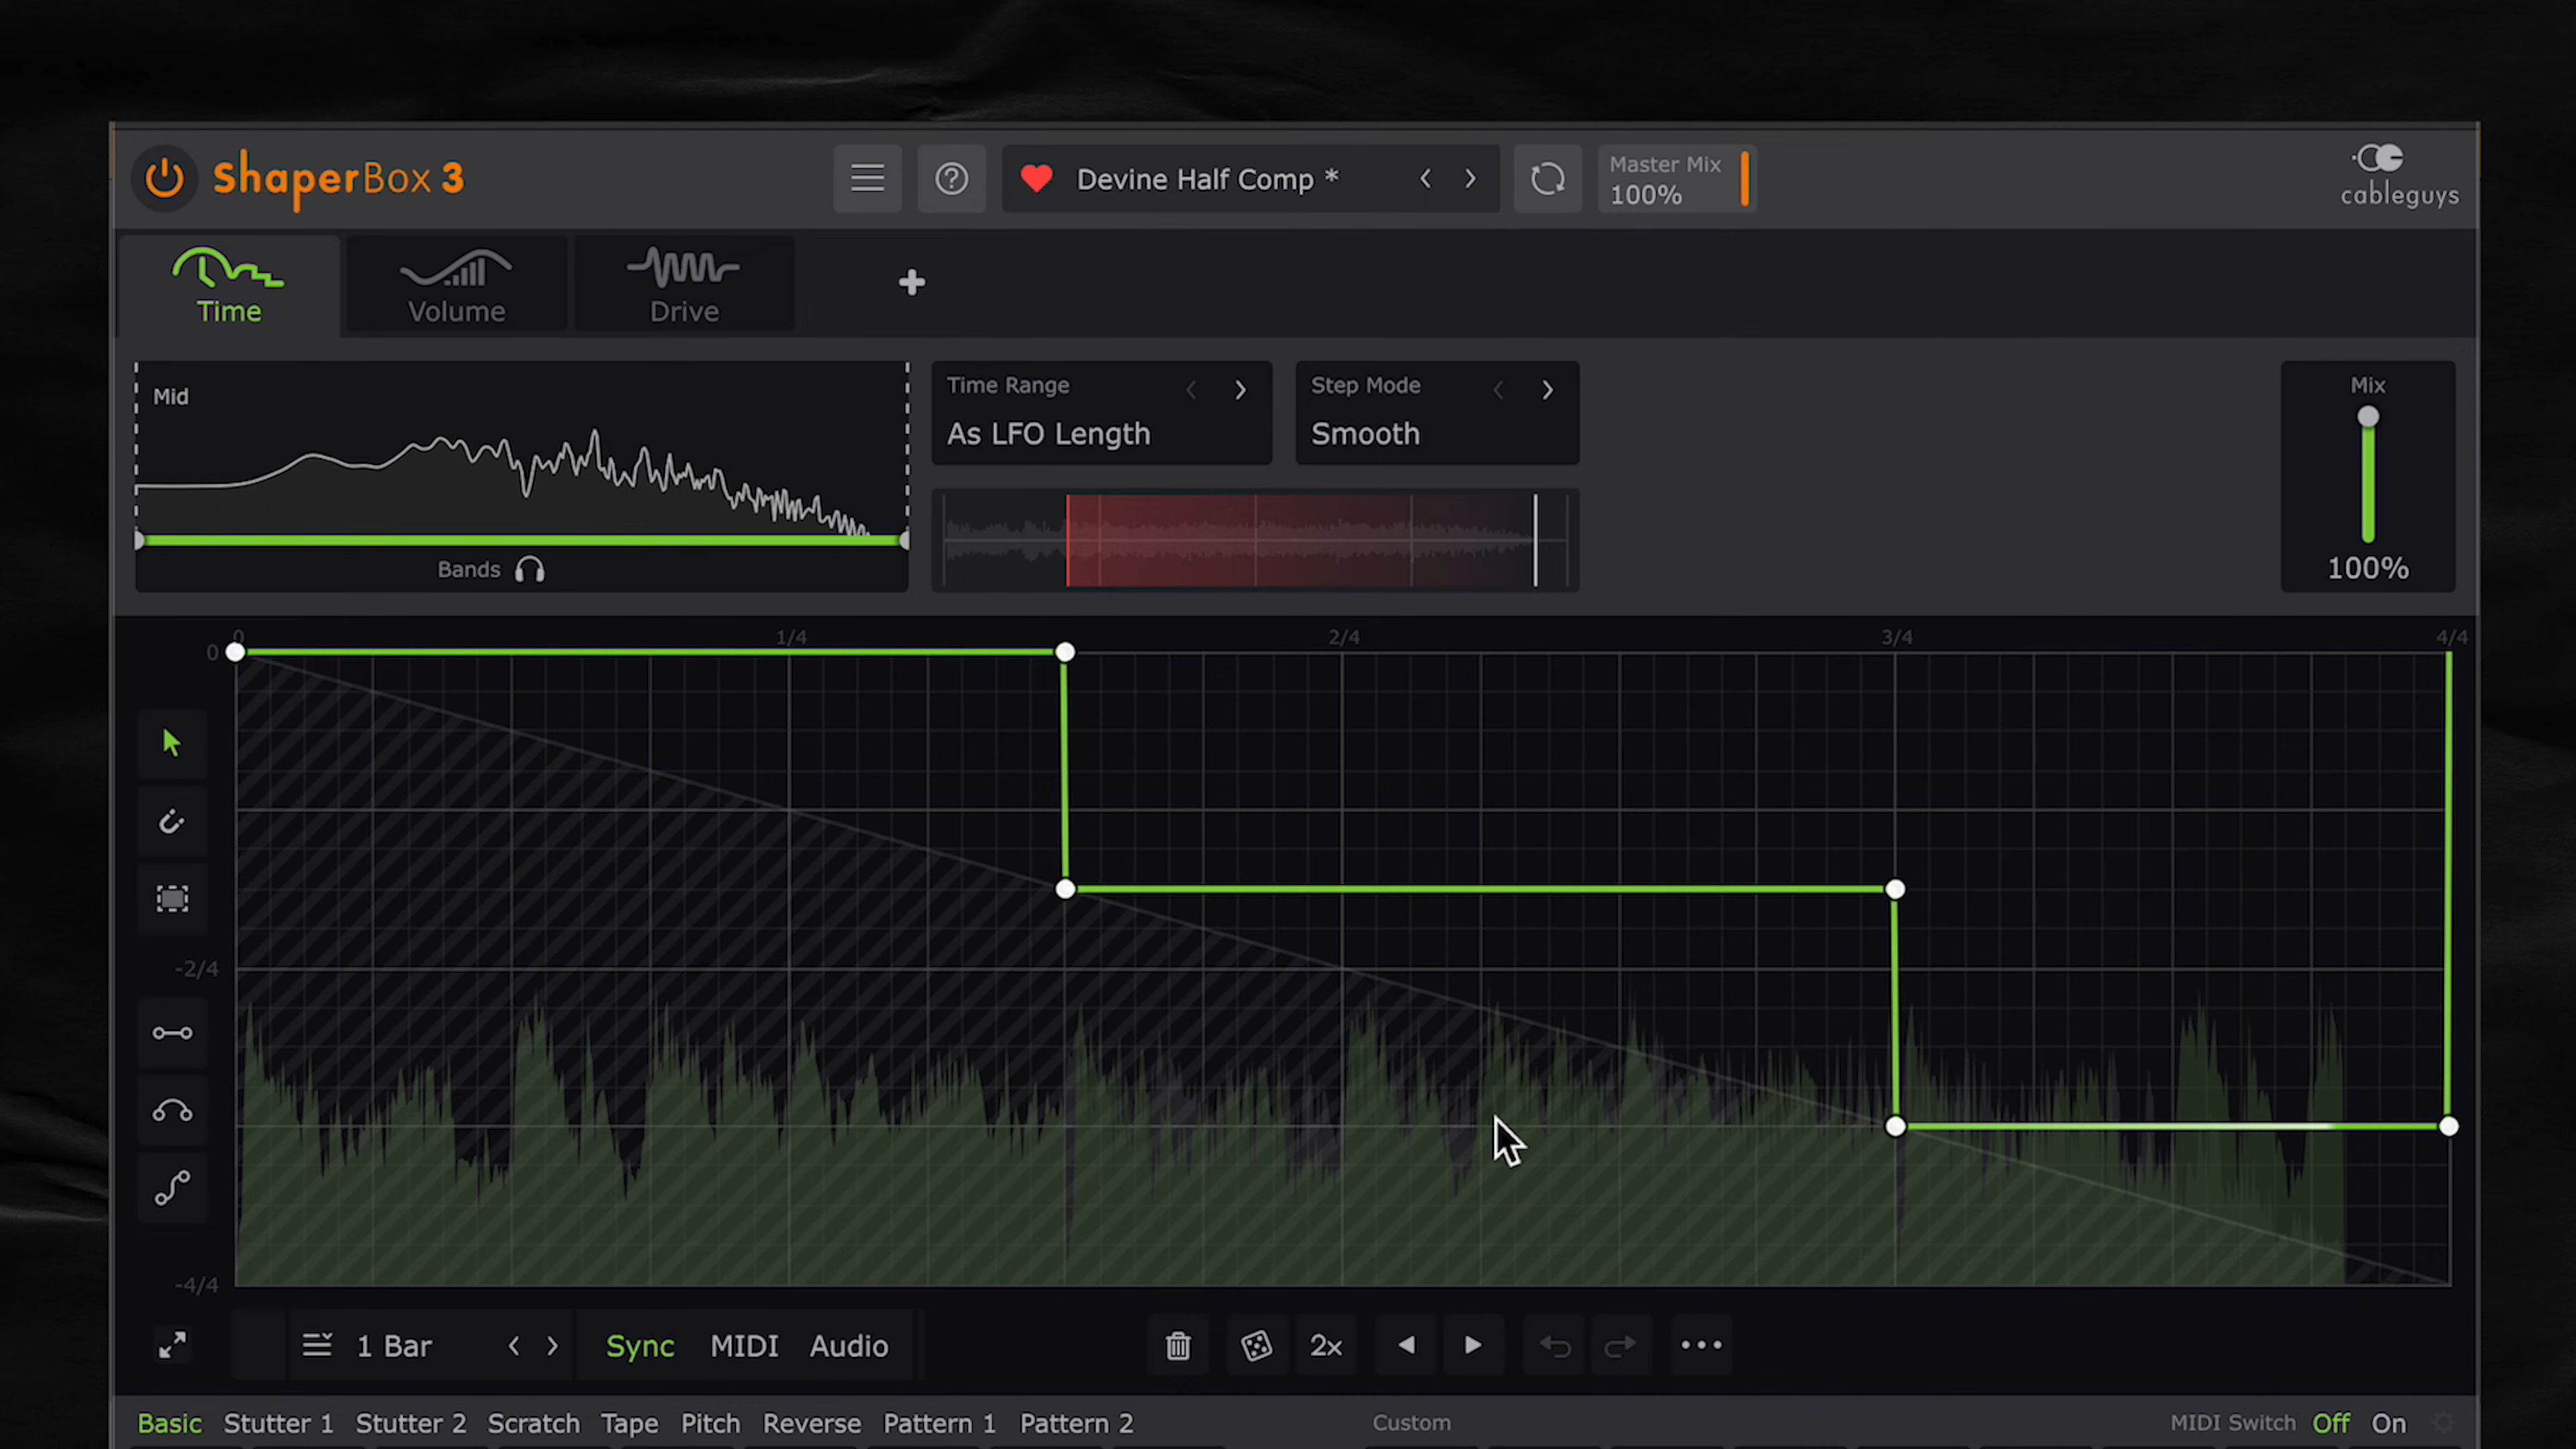 ShaperBox 3
Devine Half Comp *
Master Mix
100%
cableguys
Time
Volume
Drive
Mid
Bands
Time Range
As LFO Length
Step Mode
Smooth
Mix
100%
0
1/4
2/4
3/4
4/4
0
-2/4
-4/4
1 Bar
Sync
MIDI
Audio
2x
Basic
Stutter 1
Stutter 2
Scratch
Tape
Pitch
Reverse
Pattern 1
Pattern 2
Custom
MIDI Switch
Off
On